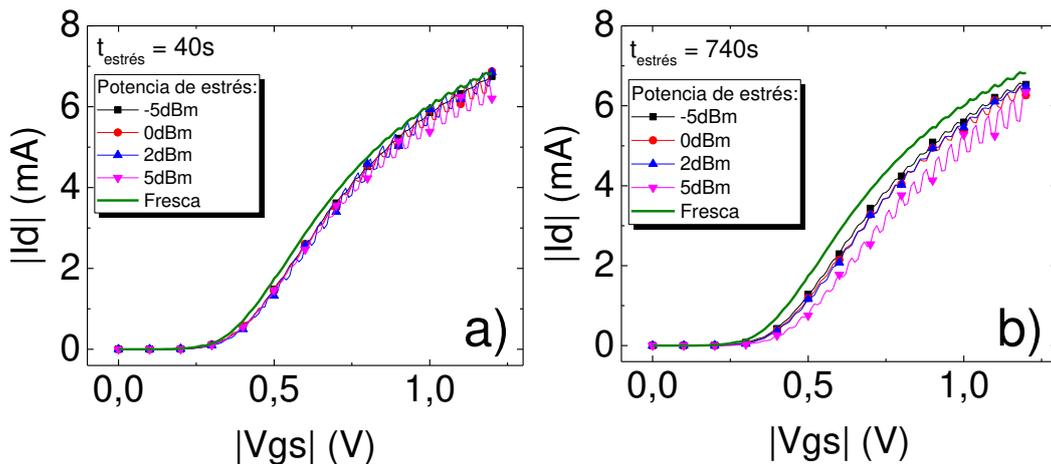 8
6
4
2
0
|Id| (mA)
t_estrés = 40s
Potencia de estrés:
-5dBm
0dBm
2dBm
5dBm
Fresca
a)
0,0
0,5
1,0
|Vgs| (V)
8
6
4
2
0
|Id| (mA)
t_estrés = 740s
Potencia de estrés:
-5dBm
0dBm
2dBm
5dBm
Fresca
b)
0,0
0,5
1,0
|Vgs| (V)